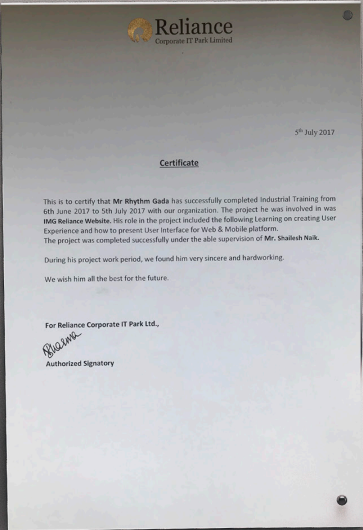 Reliance
Corporate IT Park Limited
5th July 2017
Certificate
This is to certify that Mr Rhythm Gada has successfully completed Industrial Training from
6th June 2017 to 5th July 2017 with our organization. The project he was involved in was
IMG Reliance Website. His role in the project included the following Learning on creating User
Experience and how to present User Interface for Web & Mobile platform.
The project was completed successfully under the able supervision of Mr. Shailesh Naik.
During his project work period, we found him very sincere and hardworking.
We wish him all the best for the future.
For Reliance Corporate IT Park Ltd.,
Authorized Signatory